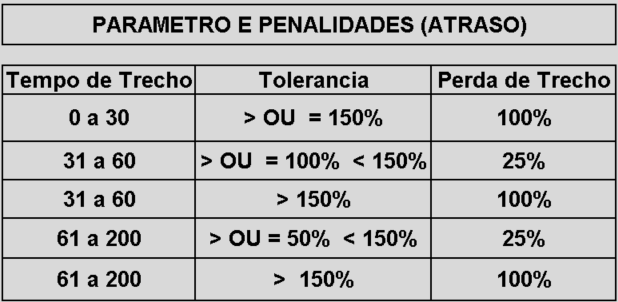 PARAMETRO E PENALIDADES (ATRASO)
Tempo de Trecho Tolerancia Perda de Trecho
0 a 30 > OU = 150% 100%
31 a 60 > OU = 100% < 150% 25%
31 a 60 > 150% 100%
61 a 200 > OU = 50% < 150% 25%
61 a 200 > 150% 100%